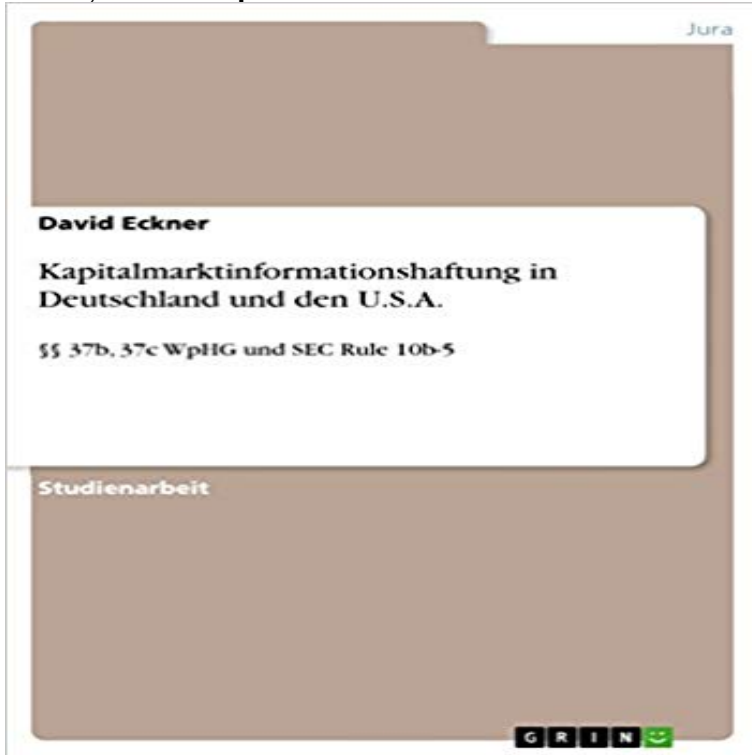 Jura
David Eckner
Kapitalmarktinformationshaftung in
Deutschland und den U.S.A.
§§ 37b, 37c WpHG und SEC Rule 10b-5
Studienarbeit
GRIN